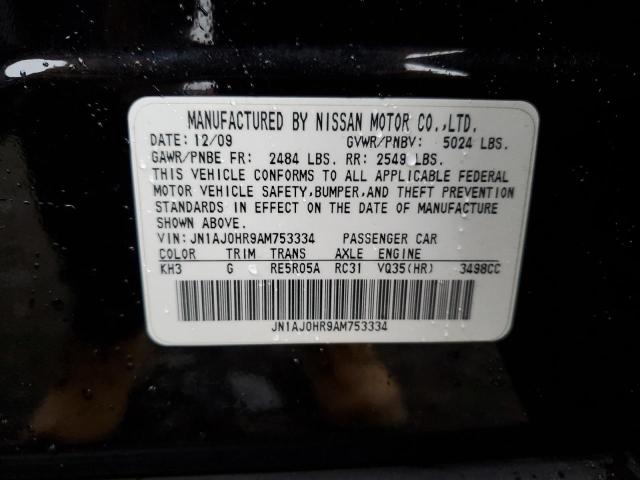 MANUFACTURED BY NISSAN MOTOR CO.,LTD.
DATE: 12/09 GVWR/PNBV: 5024 LBS.
GAWR/PNBE FR: 2484 LBS. RR: 2549 LBS.
THIS VEHICLE CONFORMS TO ALL APPLICABLE FEDERAL
MOTOR VEHICLE SAFETY,BUMPER,AND THEFT PREVENTION
STANDARDS IN EFFECT ON THE DATE OF MANUFACTURE
SHOWN ABOVE.
VIN: JN1AJ0HR9AM753334 PASSENGER CAR
COLOR TRIM TRANS AXLE ENGINE
KH3 G RE5R05A RC31 VQ35(HR) 3498CC
JN1AJ0HR9AM753334